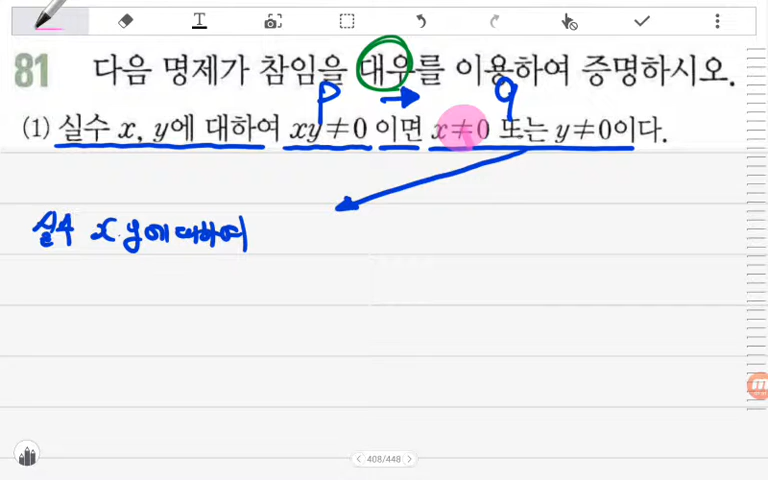 81 다음 명제가 참임을 대우를 이용하여 증명하시오.
p → q
(1) 실수 x, y에 대하여 xy≠0 이면 x≠0 또는 y≠0이다.
실수 x. y에 대하여
408/448